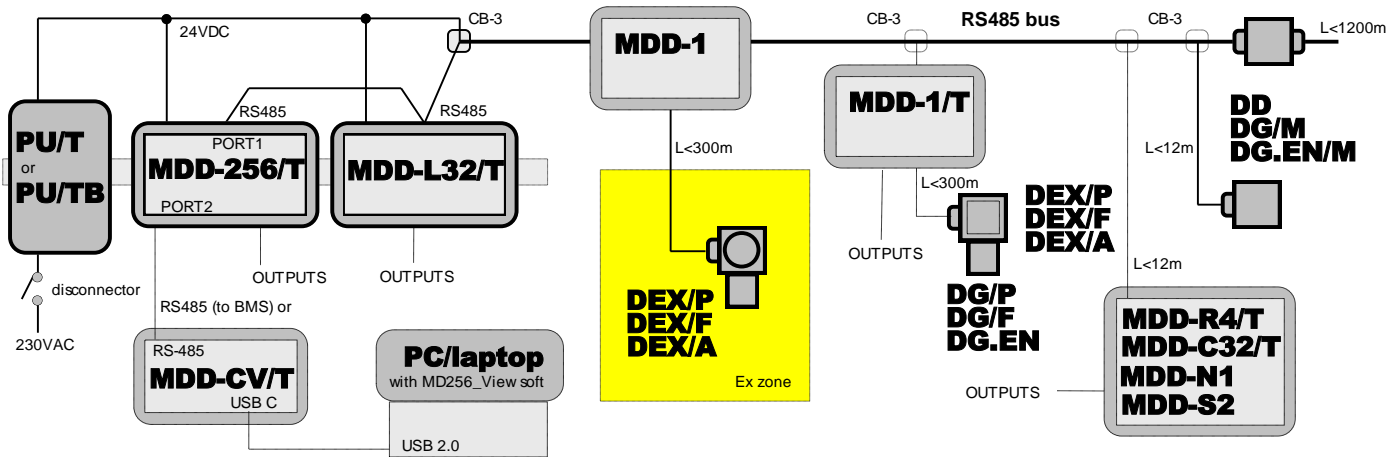 CB-3
RS485 bus
CB-3
L<1200m
24VDC
MDD-1
MDD-1/T
RS485
RS485
PU/T
or
PU/TB
PORT1
MDD-256/T
PORT2
MDD-L32/T
L<300m
L<300m
L<12m
DD
DG/M
DG.EN/M
DEX/P
DEX/F
DEX/A
OUTPUTS
OUTPUTS
OUTPUTS
L<12m
disconnector
RS485 (to BMS) or
230VAC
DEX/P
DEX/F
DEX/A
Ex zone
DG/P
DG/F
DG.EN
RS-485
MDD-CV/T
USB C
PC/laptop
with MD256_View soft
USB 2.0
OUTPUTS
MDD-R4/T
MDD-C32/T
MDD-N1
MDD-S2